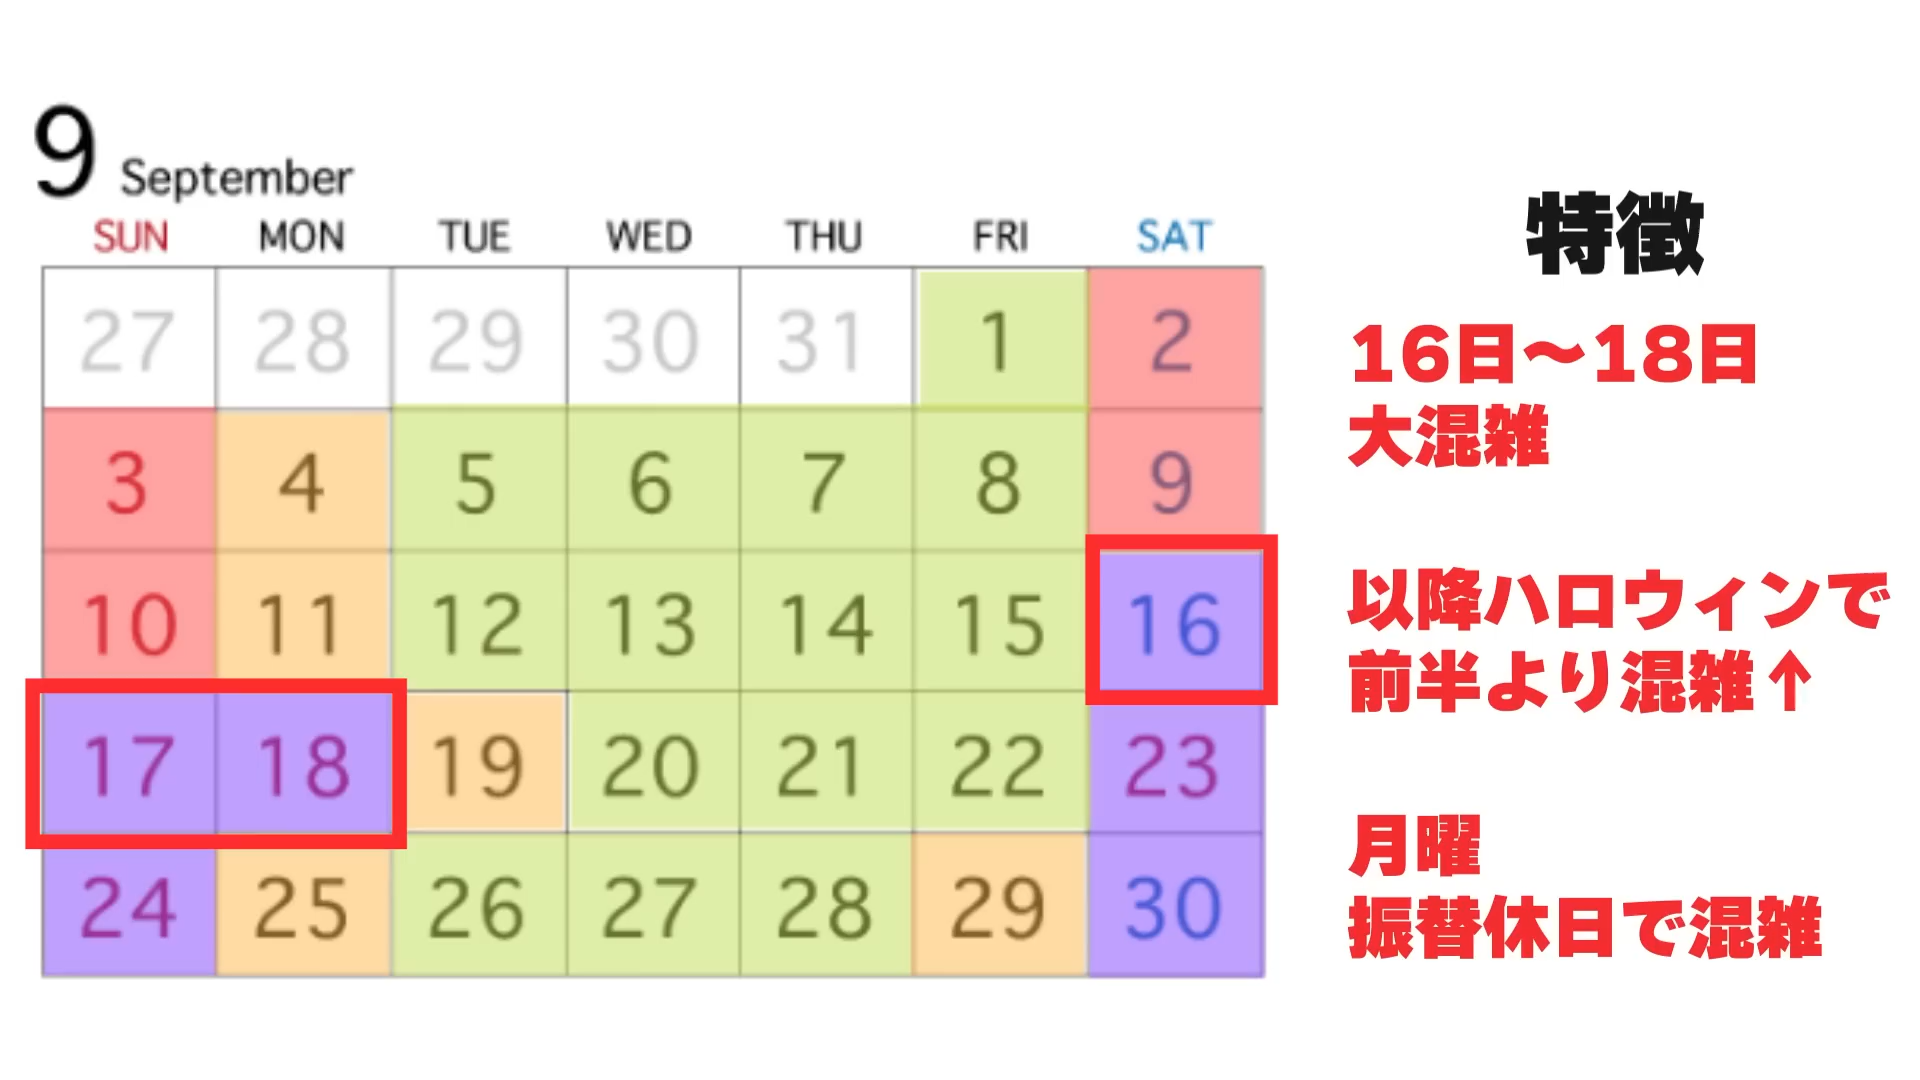 9 September
SUN MON TUE WED THU FRI SAT
27 28 29 30 31 1 2
3 4 5 6 7 8 9
10 11 12 13 14 15 16
17 18 19 20 21 22 23
24 25 26 27 28 29 30
特徴
16日〜18日
大混雑
以降ハロウィンで
前半より混雑↑
月曜
振替休日で混雑